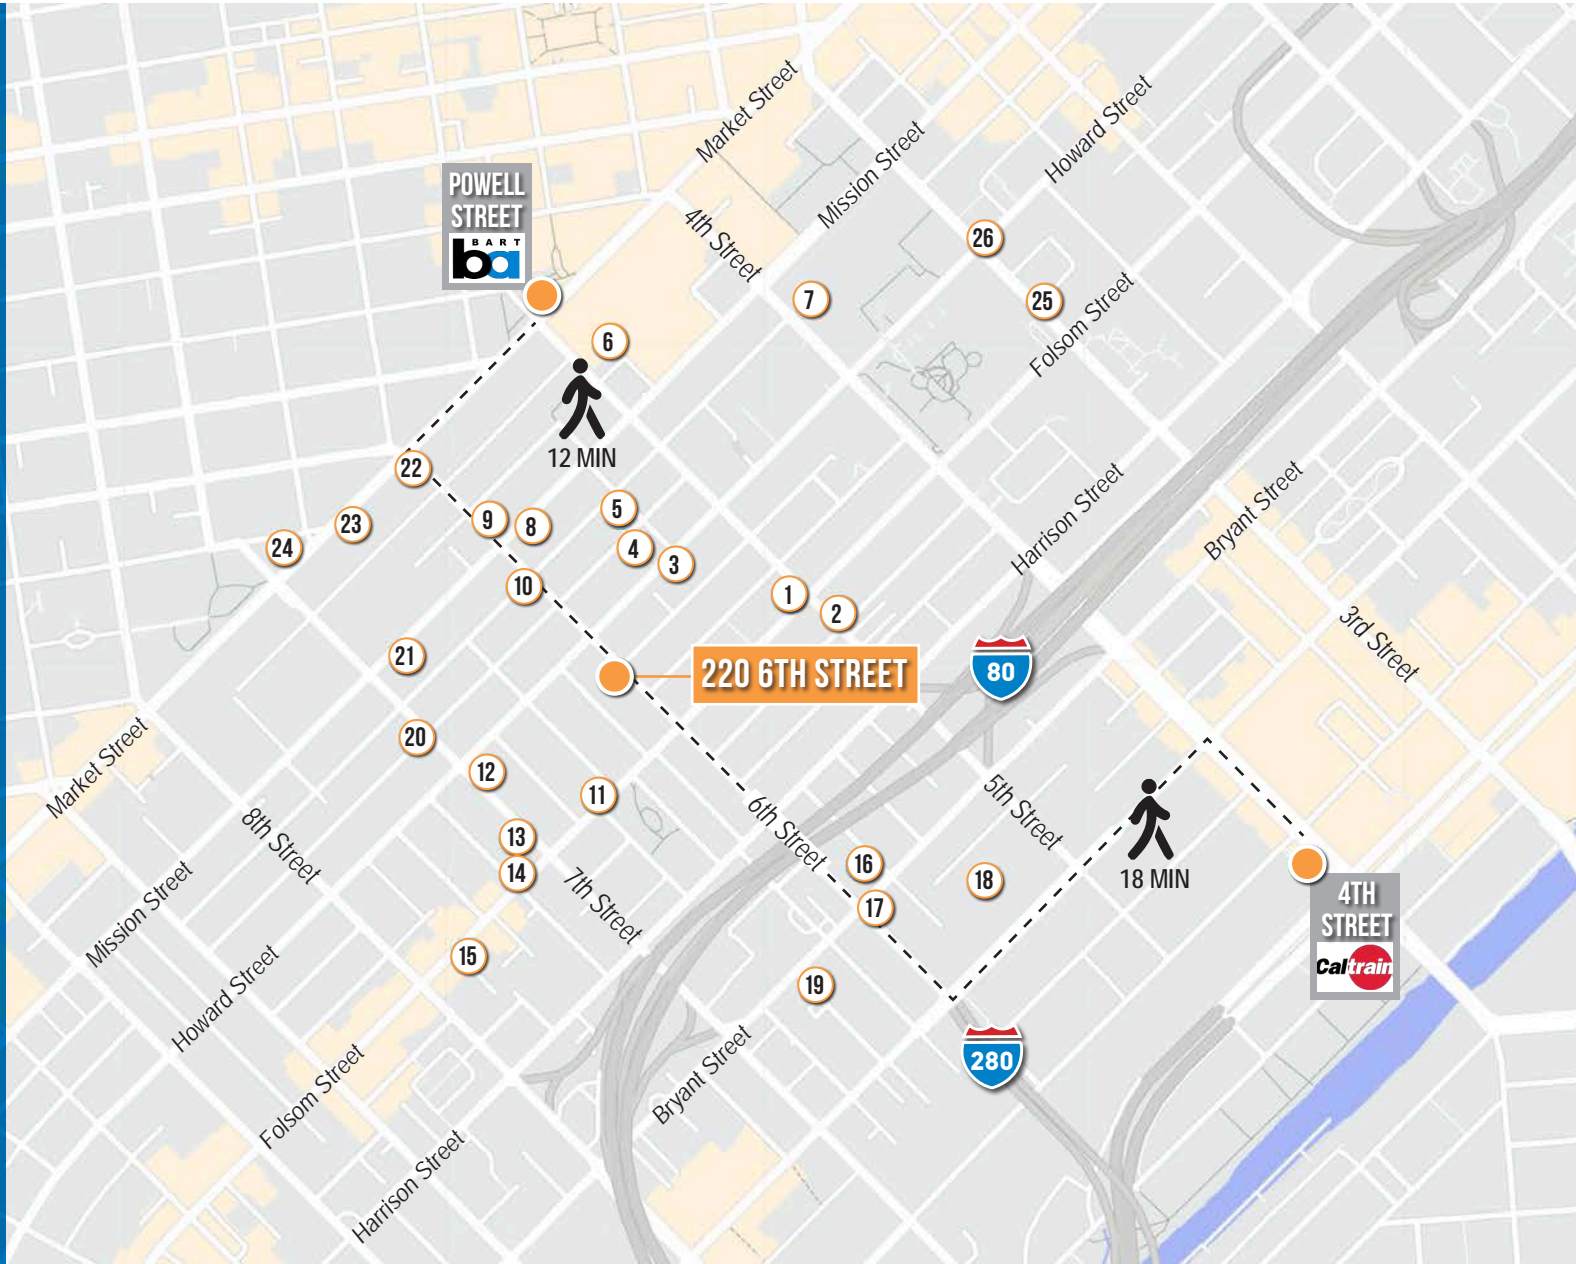 Market Street
Mission Street
Howard Street
POWELL
STREET
BART
ba
4th Street
26
7
25
Folsom Street
6
12 MIN
22
5
9
8
23
24
4
3
Harrison Street
Bryant Street
10
1
2
3rd Street
21
220 6TH STREET
80
20
12
11
Market Street
8th Street
6th Street
5th Street
13
14
16
18
18 MIN
7th Street
17
4TH
STREET
Caltrain
Mission Street
15
19
Howard Street
Bryant Street
280
Folsom Street
Harrison Street